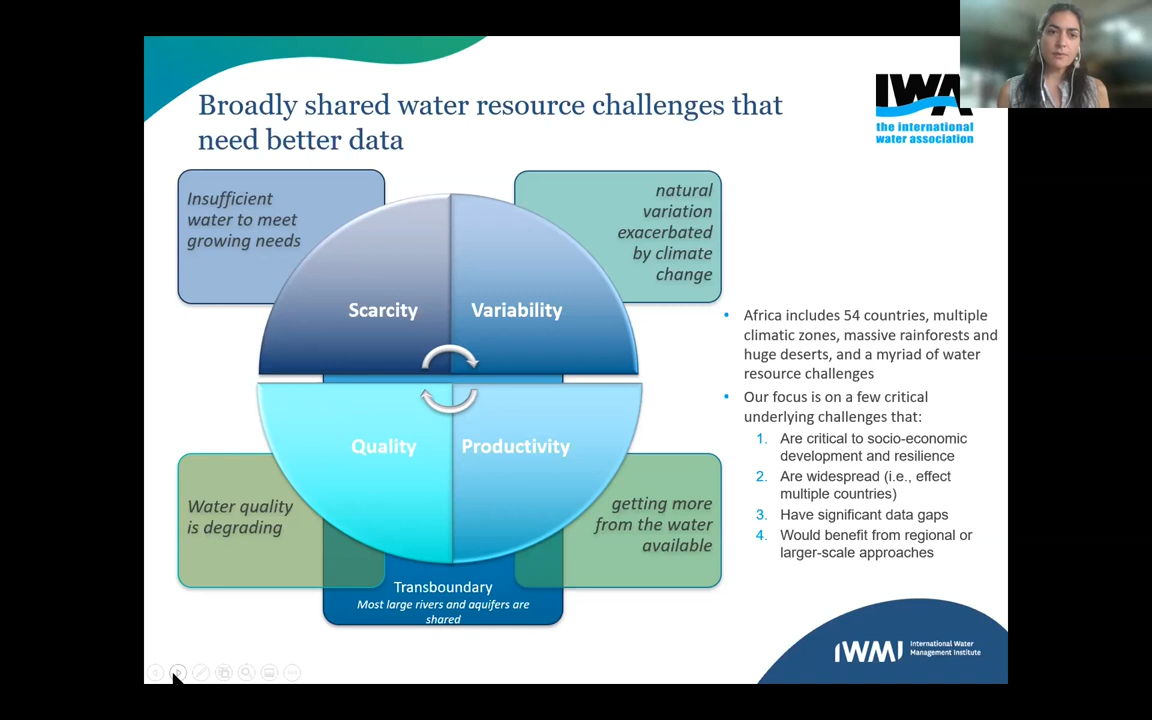 Broadly shared water resource challenges that
need better data
IWA
the international
water association
Insufficient
water to meet
growing needs
natural
variation
exacerbated
by climate
change
Scarcity
Variability
Quality
Productivity
Water quality
is degrading
getting more
from the water
available
Transboundary
Most large rivers and aquifers are
shared
• Africa includes 54 countries, multiple
climatic zones, massive rainforests and
huge deserts, and a myriad of water
resource challenges
• Our focus is on a few critical
underlying challenges that:
1. Are critical to socio-economic
development and resilience
2. Are widespread (i.e., effect
multiple countries)
3. Have significant data gaps
4. Would benefit from regional or
larger-scale approaches
IWMI
International Water
Management Institute